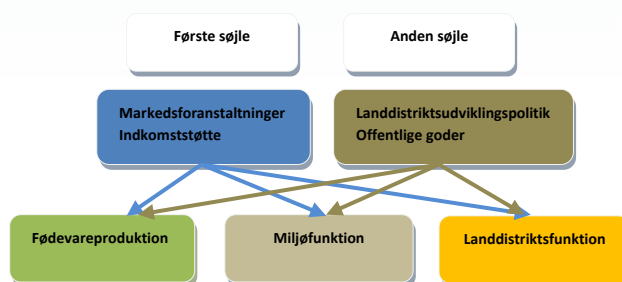 Første søjle
Anden søjle
Markedsforanstaltninger
Indkomststøtte
Landdistriktsudviklingspolitik
Offentlige goder
Fødevareproduktion
Miljøfunktion
Landdistriktsfunktion